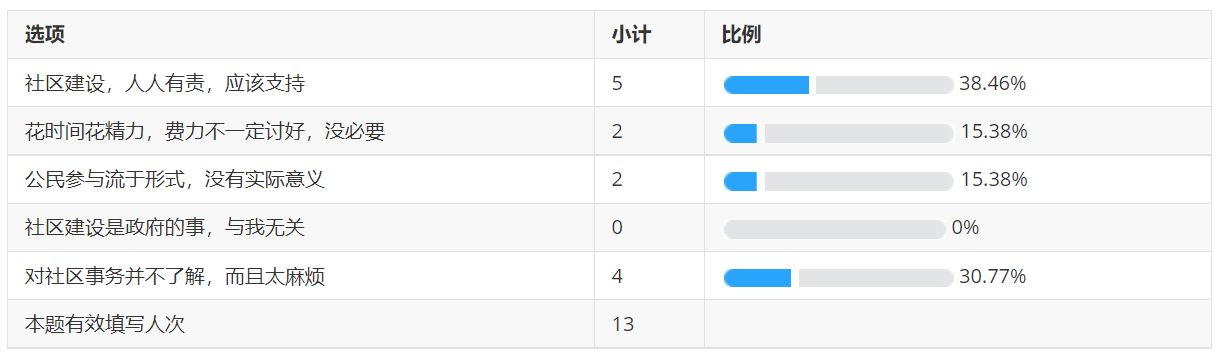 选项 小计 比例
社区建设，人人有责，应该支持 5 38.46%
花时间花精力，费力不一定讨好，没必要 2 15.38%
公民参与流于形式，没有实际意义 2 15.38%
社区建设是政府的事，与我无关 0 0%
对社区事务并不了解，而且太麻烦 4 30.77%
本题有效填写人次 13